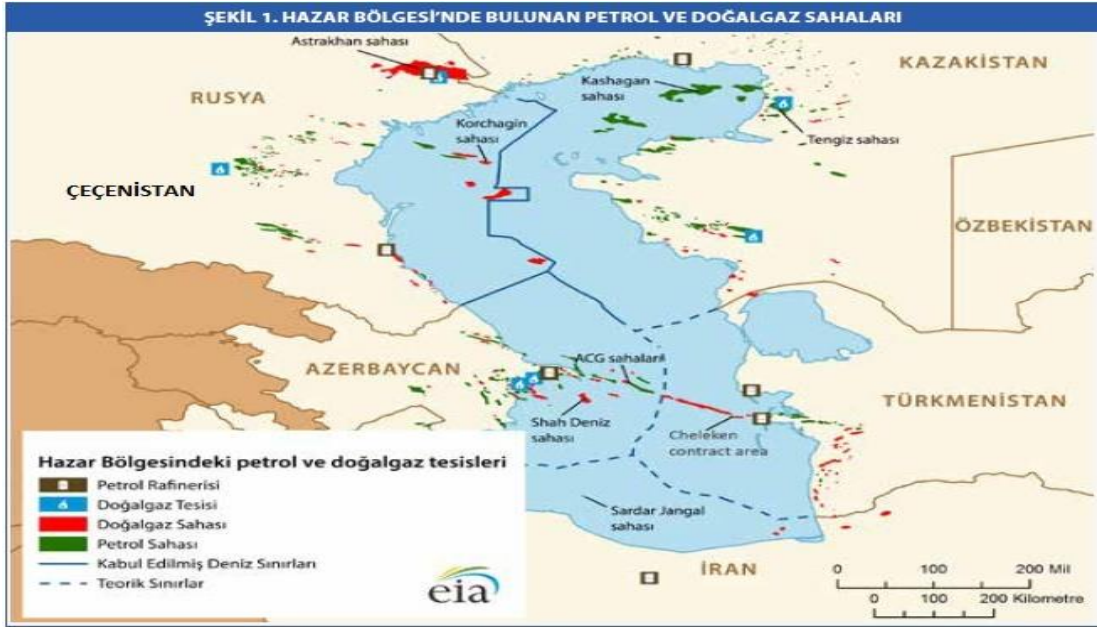 ŞEKİL 1. HAZAR BÖLGESİ'NDE BULUNAN PETROL VE DOĞALGAZ SAHALARI
Astrakhan sahası
KAZAKİSTAN
Kashagan
sahası
RUSYA
Korchagin
sahası
Tengiz sahası
ÇEÇENİSTAN
ÖZBEKİSTAN
ACG sahaları
AZERBAYCAN
TÜRKMENİSTAN
Shah Deniz
sahası
Cheleken
contract area
Hazar Bölgesindeki petrol ve doğalgaz tesisleri
Petrol Rafinerisi
Doğalgaz Tesisi
Doğalgaz Sahası
Petrol Sahası
Kabul Edilmiş Deniz Sınırları
Teorik Sınırlar
eia
Sardar Jangal
sahası
İRAN
0 100 200 Mil
0 100 200 Kilometre